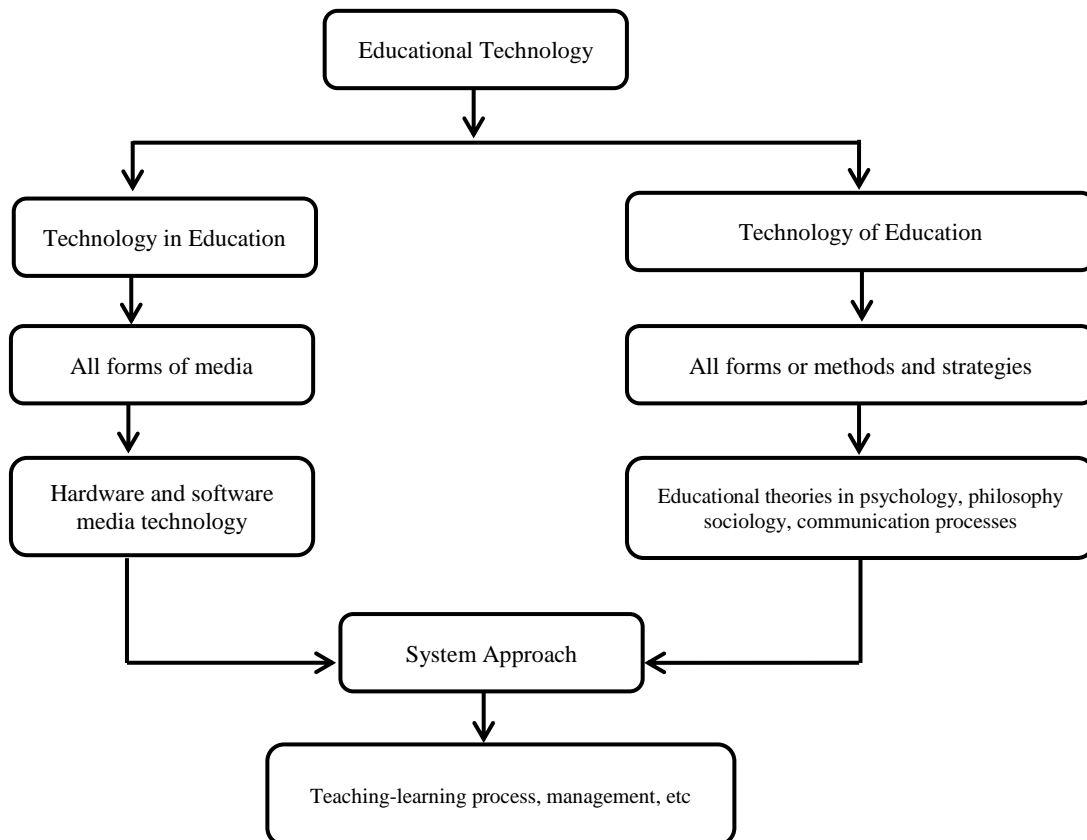 Educational Technology
Technology in Education
Technology of Education
All forms of media
All forms or methods and strategies
Hardware and software
media technology
Educational theories in psychology, philosophy
sociology, communication processes
System Approach
Teaching-learning process, management, etc